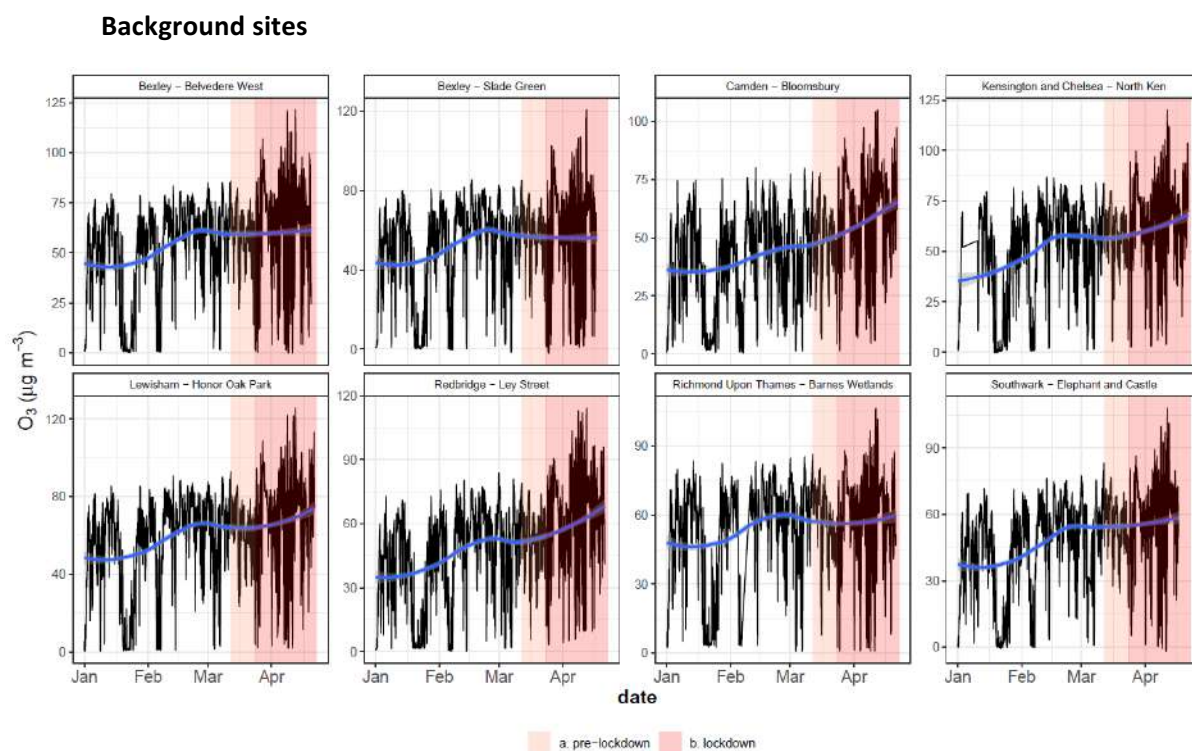 Background sites
Bexley – Belvedere West
Bexley – Slade Green
Camden – Bloomsbury
Kensington and Chelsea – North Ken
125
100
75
50
25
0
120
80
40
0
100
75
50
25
0
125
100
75
50
25
0
O₃ (µg m⁻³)
Lewisham – Honor Oak Park
Redbridge – Ley Street
Richmond Upon Thames – Barnes Wetlands
Southwark – Elephant and Castle
120
80
40
0
120
90
60
30
0
90
60
30
0
90
60
30
0
Jan Feb Mar Apr
Jan Feb Mar Apr
Jan Feb Mar Apr
Jan Feb Mar Apr
date
a. pre-lockdown b. lockdown